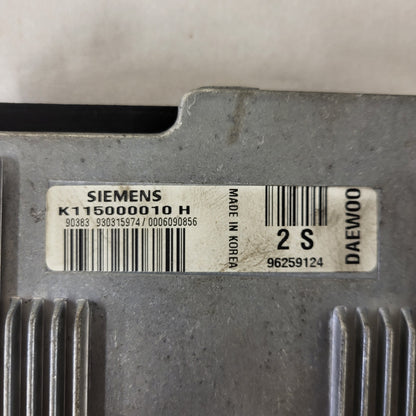 SIEMENS
K115000010 H
90383 930315974 / 0006090856
MADE IN KOREA
2 S
96259124
DAEWOO